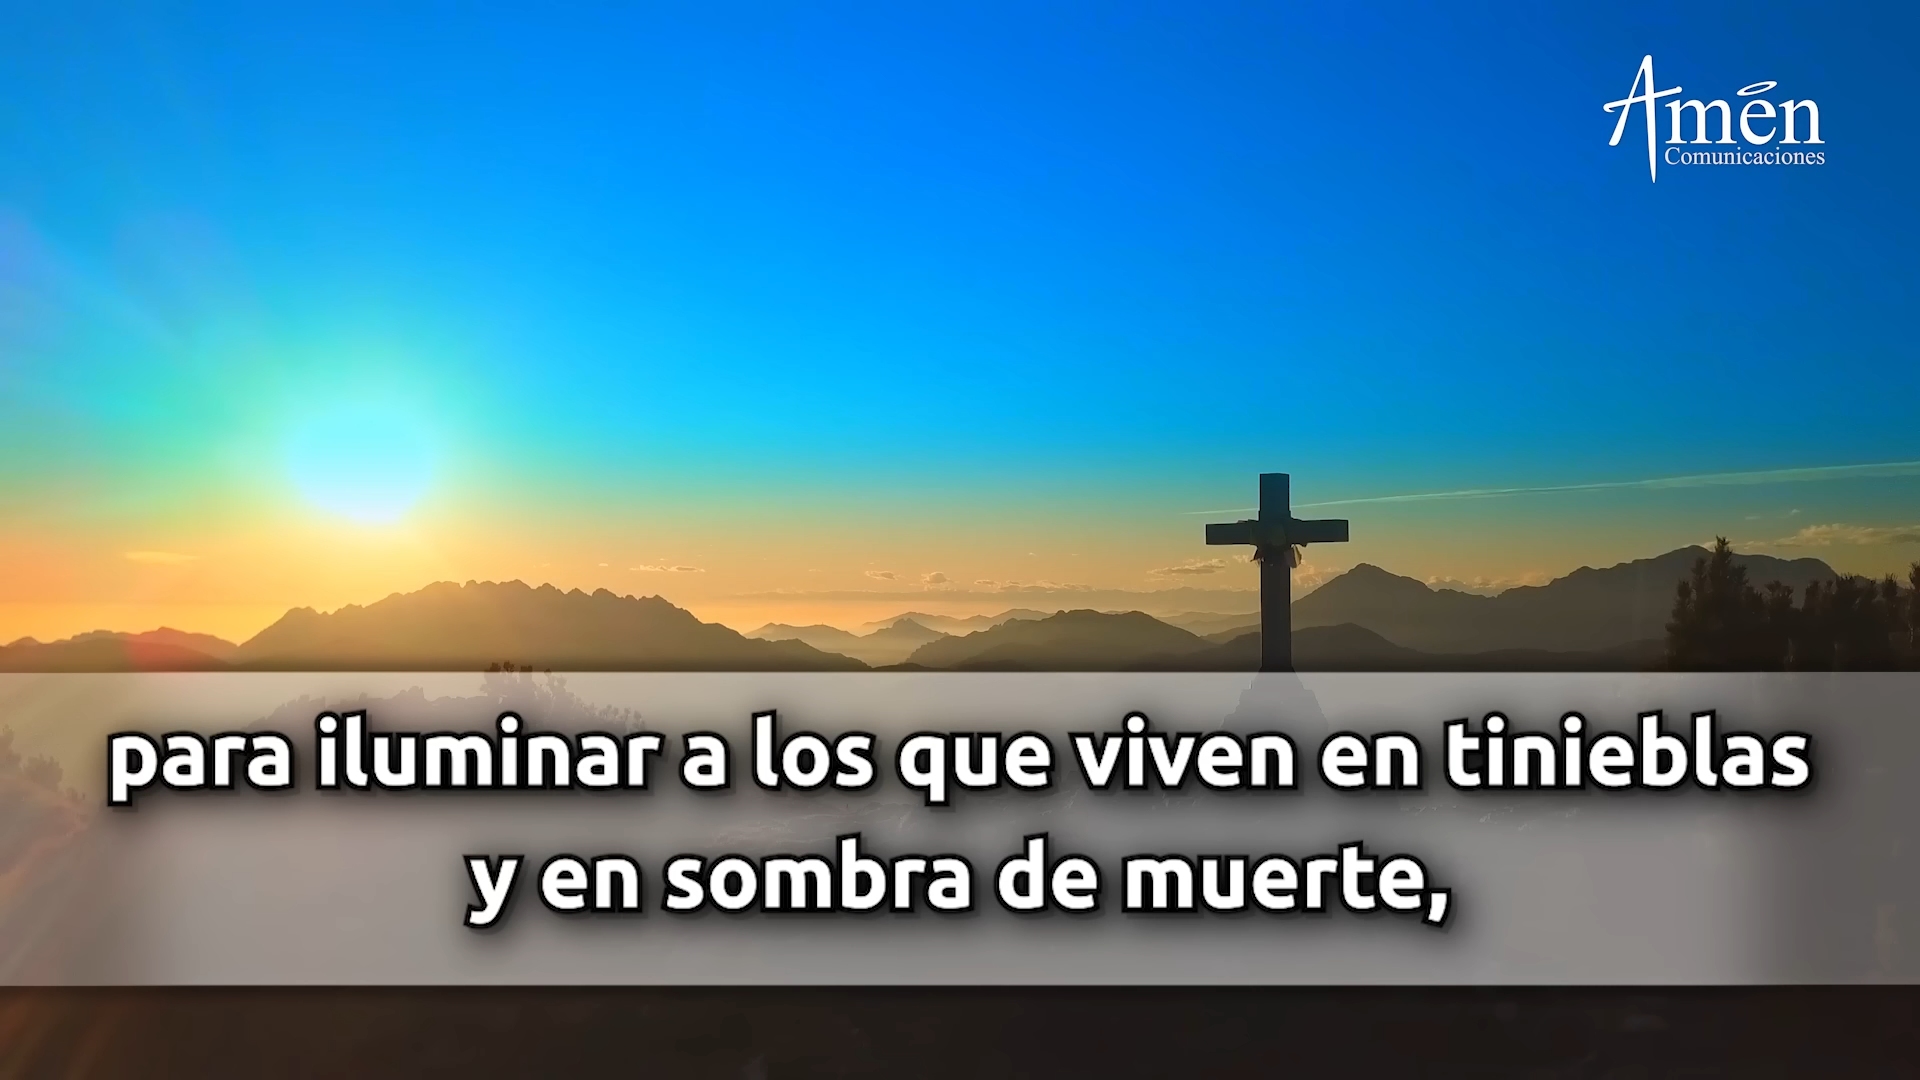 Amén
Comunicaciones
para iluminar a los que viven en tinieblas
y en sombra de muerte,